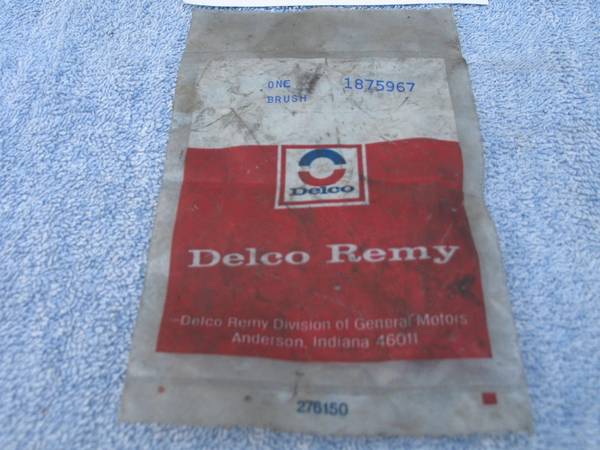 ONE 1875967
BRUSH
Delco
Delco Remy
Delco Remy Division of General Motors
Anderson, Indiana 46011
276150